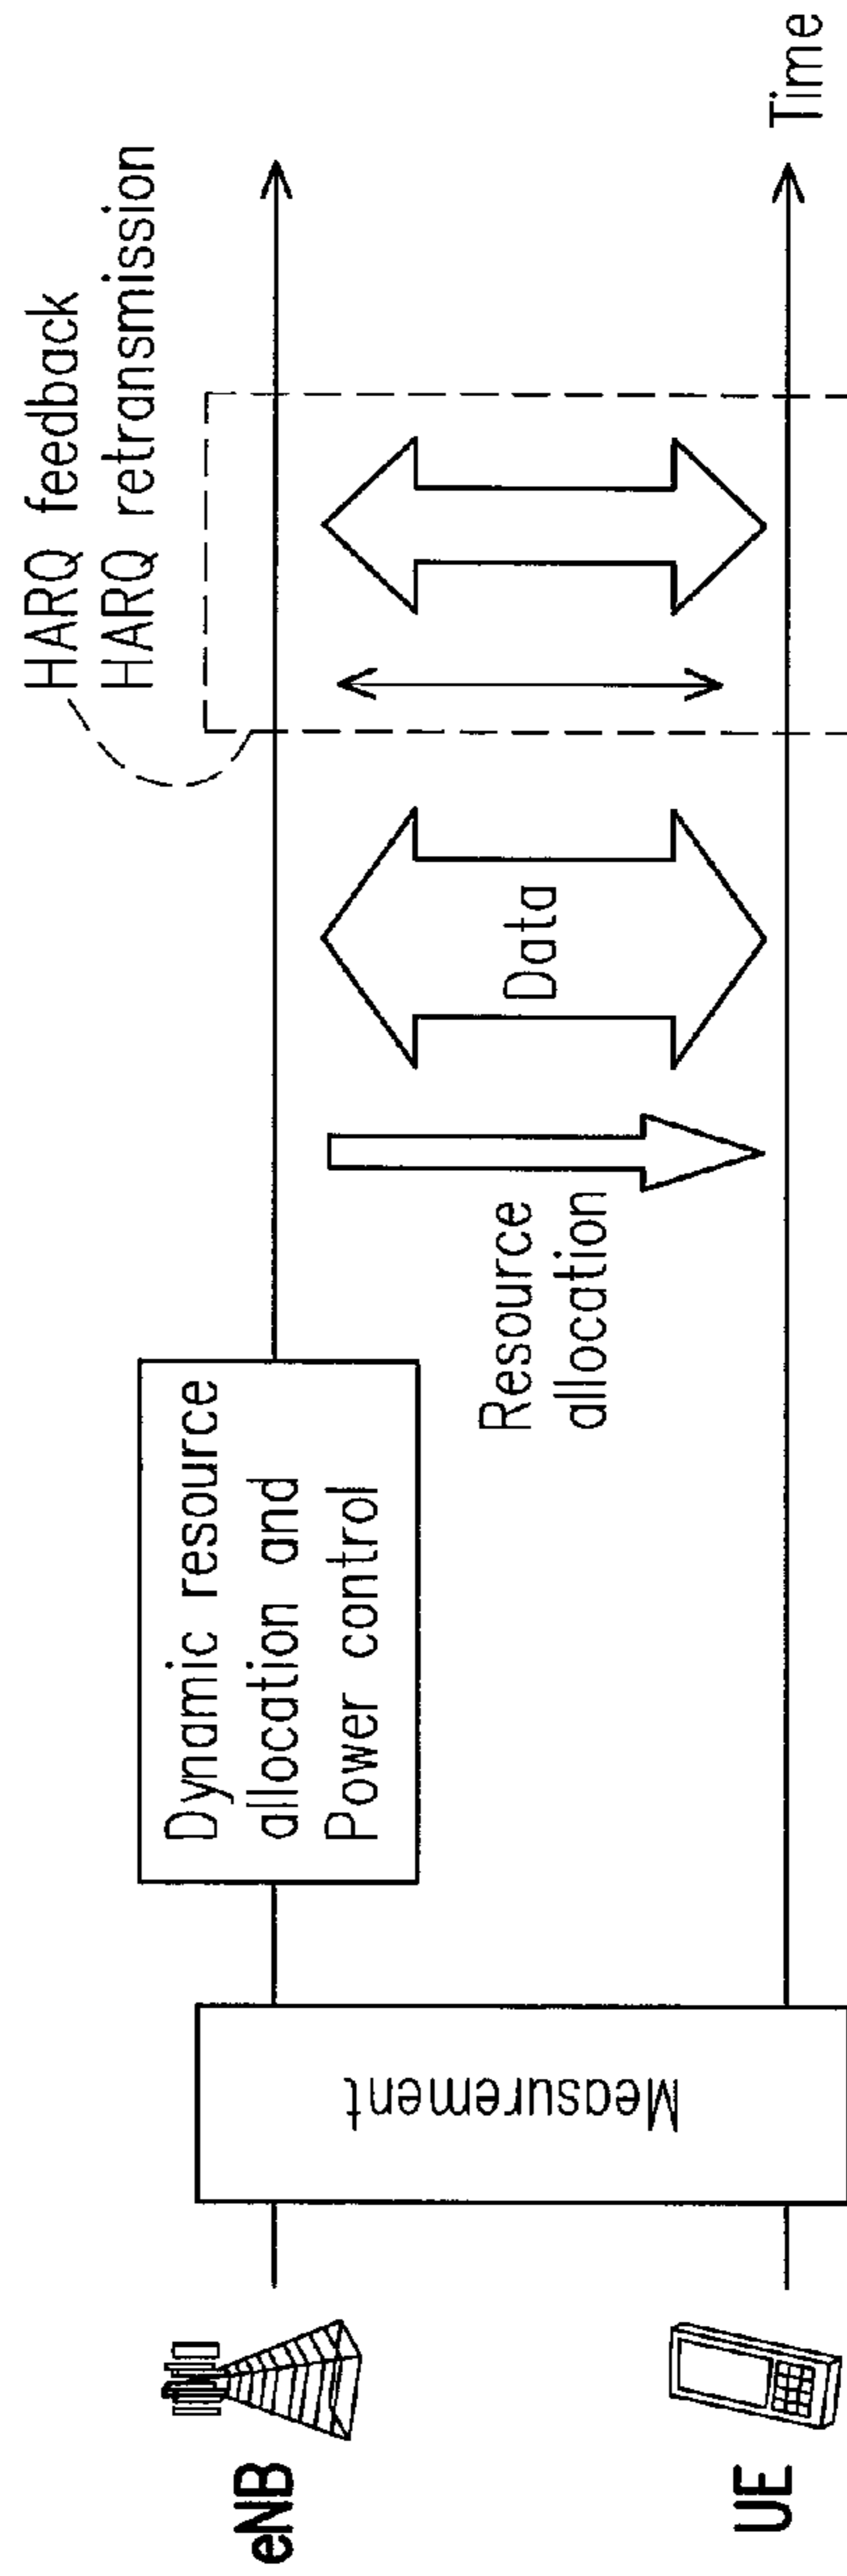 HARQ feedback
HARQ retransmission
Dynamic resource
allocation and
Power control
eNB
Measurement
Resource
allocation
Data
UE
Time